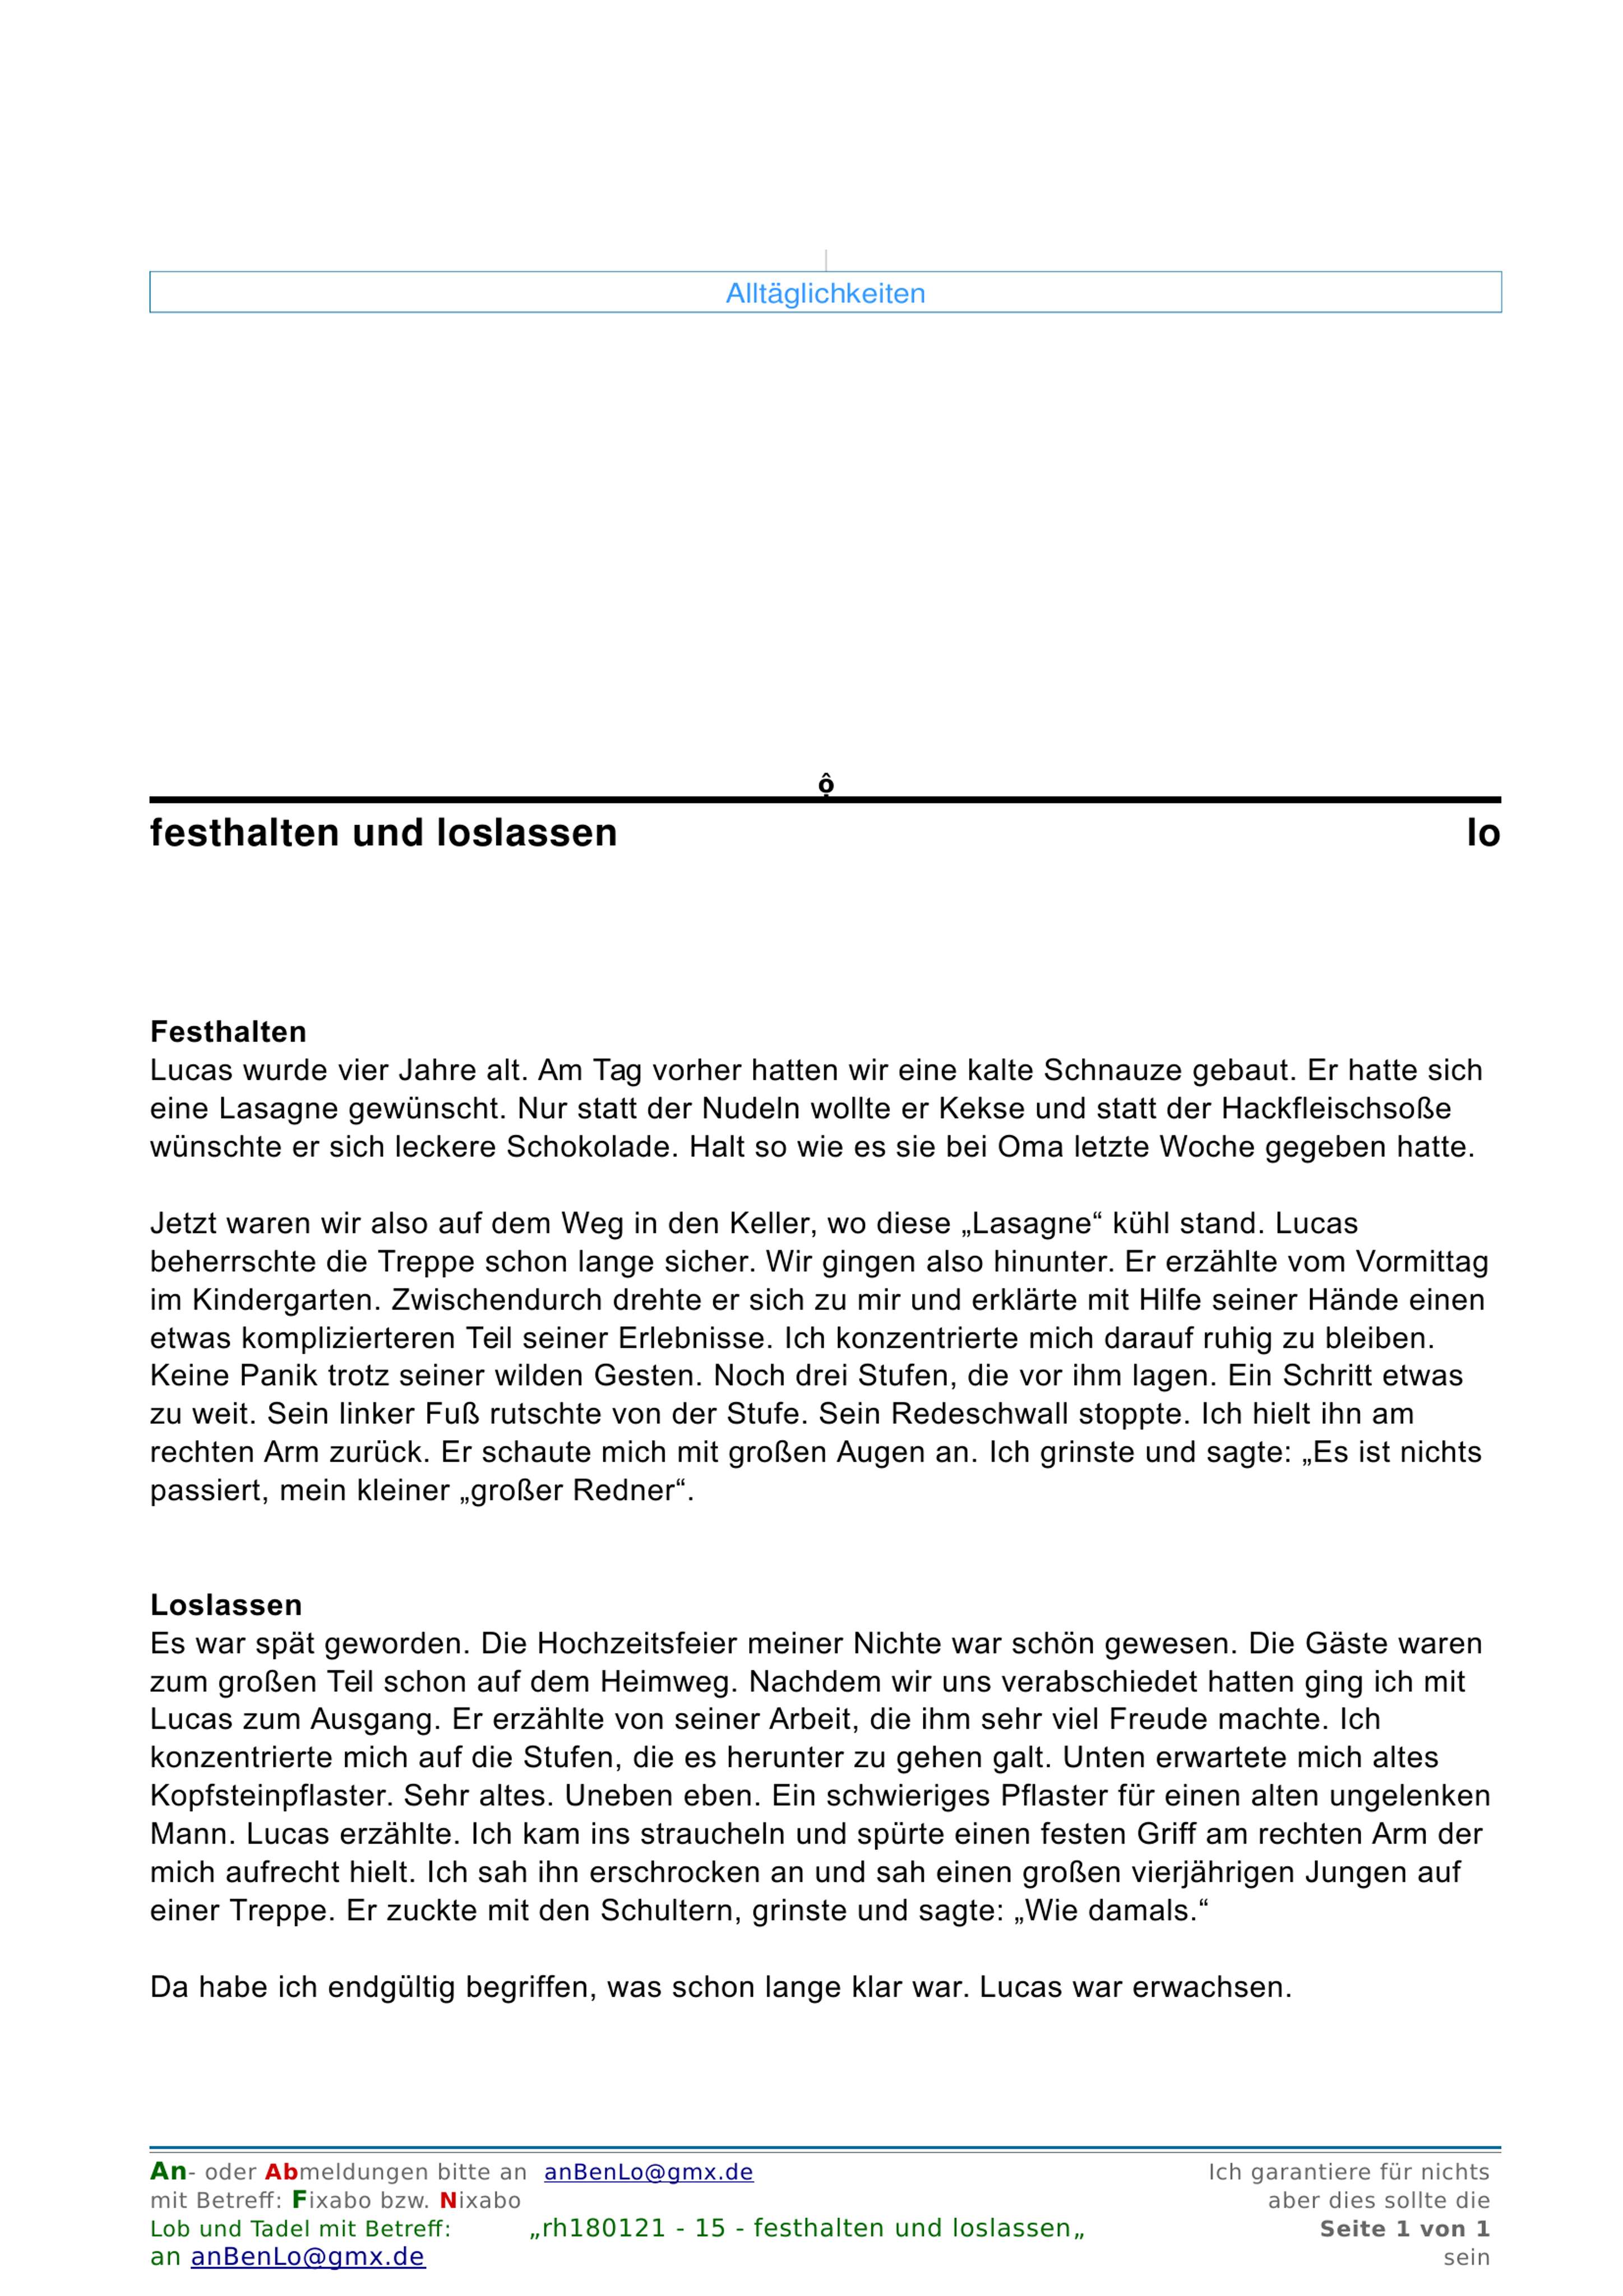 Alltäglichkeiten
ộ
festhalten und loslassen lo
Festhalten
Lucas wurde vier Jahre alt. Am Tag vorher hatten wir eine kalte Schnauze gebaut. Er hatte sich
eine Lasagne gewünscht. Nur statt der Nudeln wollte er Kekse und statt der Hackfleischsoße
wünschte er sich leckere Schokolade. Halt so wie es sie bei Oma letzte Woche gegeben hatte.
Jetzt waren wir also auf dem Weg in den Keller, wo diese „Lasagne“ kühl stand. Lucas
beherrschte die Treppe schon lange sicher. Wir gingen also hinunter. Er erzählte vom Vormittag
im Kindergarten. Zwischendurch drehte er sich zu mir und erklärte mit Hilfe seiner Hände einen
etwas komplizierteren Teil seiner Erlebnisse. Ich konzentrierte mich darauf ruhig zu bleiben.
Keine Panik trotz seiner wilden Gesten. Noch drei Stufen, die vor ihm lagen. Ein Schritt etwas
zu weit. Sein linker Fuß rutschte von der Stufe. Sein Redeschwall stoppte. Ich hielt ihn am
rechten Arm zurück. Er schaute mich mit großen Augen an. Ich grinste und sagte: „Es ist nichts
passiert, mein kleiner „großer Redner“.
Loslassen
Es war spät geworden. Die Hochzeitsfeier meiner Nichte war schön gewesen. Die Gäste waren
zum großen Teil schon auf dem Heimweg. Nachdem wir uns verabschiedet hatten ging ich mit
Lucas zum Ausgang. Er erzählte von seiner Arbeit, die ihm sehr viel Freude machte. Ich
konzentrierte mich auf die Stufen, die es herunter zu gehen galt. Unten erwartete mich altes
Kopfsteinpflaster. Sehr altes. Uneben eben. Ein schwieriges Pflaster für einen alten ungelenken
Mann. Lucas erzählte. Ich kam ins straucheln und spürte einen festen Griff am rechten Arm der
mich aufrecht hielt. Ich sah ihn erschrocken an und sah einen großen vierjährigen Jungen auf
einer Treppe. Er zuckte mit den Schultern, grinste und sagte: „Wie damals.“
Da habe ich endgültig begriffen, was schon lange klar war. Lucas war erwachsen.
An- oder Abmeldungen bitte an anBenLo@gmx.de Ich garantiere für nichts
mit Betreff: Fixabo bzw. Nixabo aber dies sollte die
Lob und Tadel mit Betreff: „rh180121 - 15 - festhalten und loslassen„ Seite 1 von 1
an anBenLo@gmx.de sein